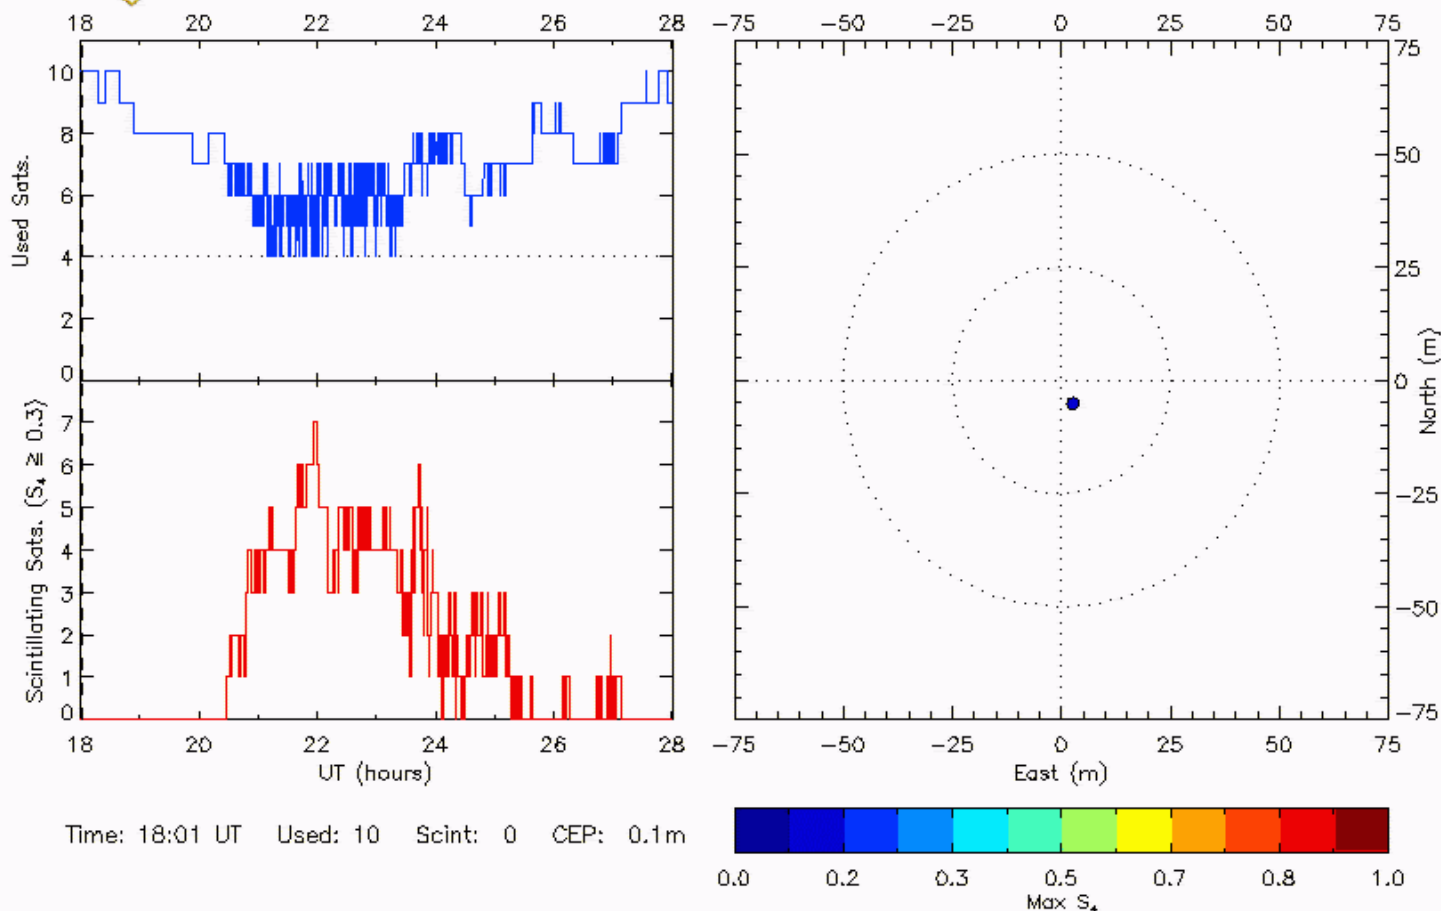 18 20 22 24 26 28
10
8
6
4
2
0
Used Sats.
7
6
5
4
3
2
1
0
Scintillating Sats. (S₄ ≥ 0.3)
18 20 22 24 26 28
UT (hours)
-75 -50 -25 0 25 50 75
75
50
25
0
-25
-50
-75
North (m)
-75 -50 -25 0 25 50 75
East (m)
Time: 18:01 UT Used: 10 Scint: 0 CEP: 0.1m
0.0 0.2 0.3 0.5 0.7 0.8 1.0
Max S₄